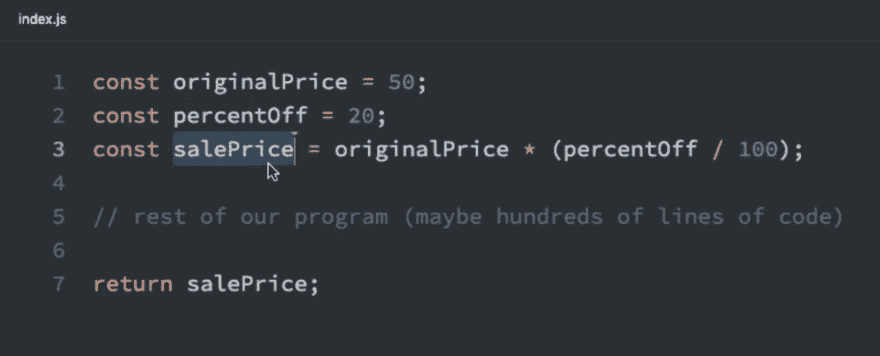 index.js
1 const originalPrice = 50;
2 const percentOff = 20;
3 const salePrice = originalPrice * (percentOff / 100);
4
5 // rest of our program (maybe hundreds of lines of code)
6
7 return salePrice;